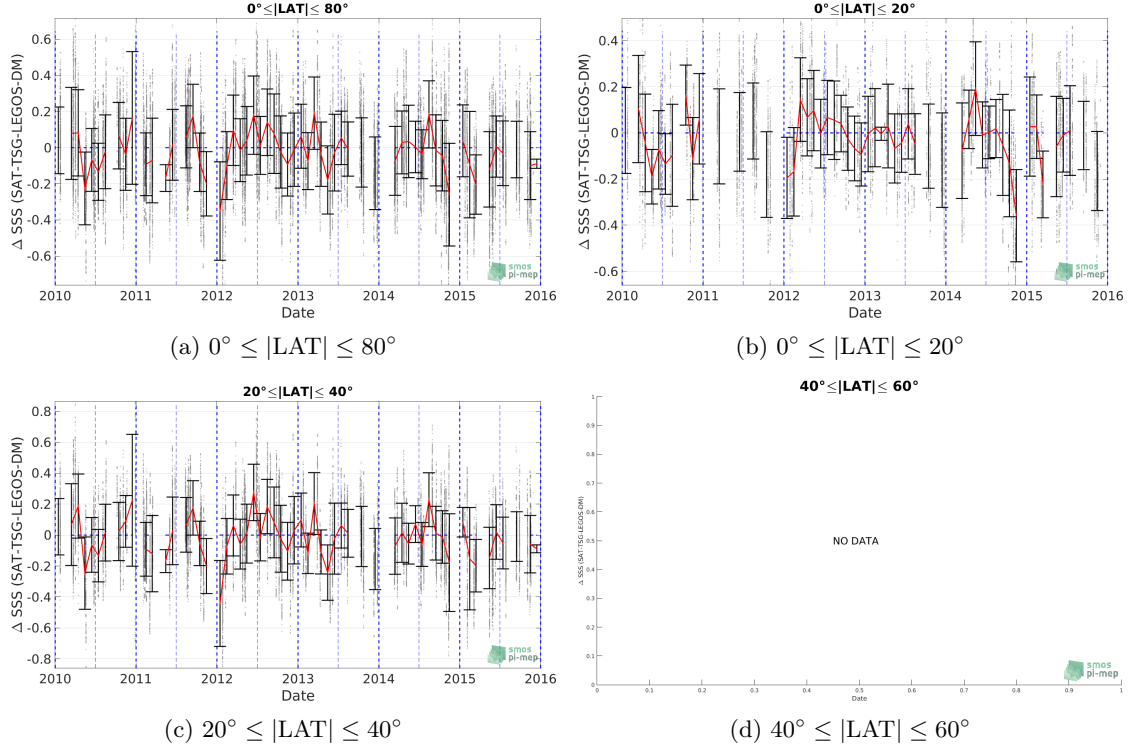 0°≤|LAT|≤ 80°
Δ SSS (SAT-TSG-LEGOS-DM)
0.6
0.4
0.2
0
-0.2
-0.4
-0.6
2010 2011 2012 2013 2014 2015 2016
Date
smos
pi-mep
(a) 0° ≤ |LAT| ≤ 80°
0°≤|LAT|≤ 20°
Δ SSS (SAT-TSG-LEGOS-DM)
0.4
0.2
0
-0.2
-0.4
-0.6
2010 2011 2012 2013 2014 2015 2016
Date
smos
pi-mep
(b) 0° ≤ |LAT| ≤ 20°
20°≤|LAT|≤ 40°
Δ SSS (SAT-TSG-LEGOS-DM)
0.8
0.6
0.4
0.2
0
-0.2
-0.4
-0.6
-0.8
2010 2011 2012 2013 2014 2015 2016
Date
smos
pi-mep
(c) 20° ≤ |LAT| ≤ 40°
40°≤|LAT|≤ 60°
Δ SSS (SAT-TSG-LEGOS-DM)
1
0.9
0.8
0.7
0.6
0.5
0.4
0.3
0.2
0.1
0
NO DATA
0 0.1 0.2 0.3 0.4 0.5 0.6 0.7 0.8 0.9 1
Date
smos
pi-mep
(d) 40° ≤ |LAT| ≤ 60°